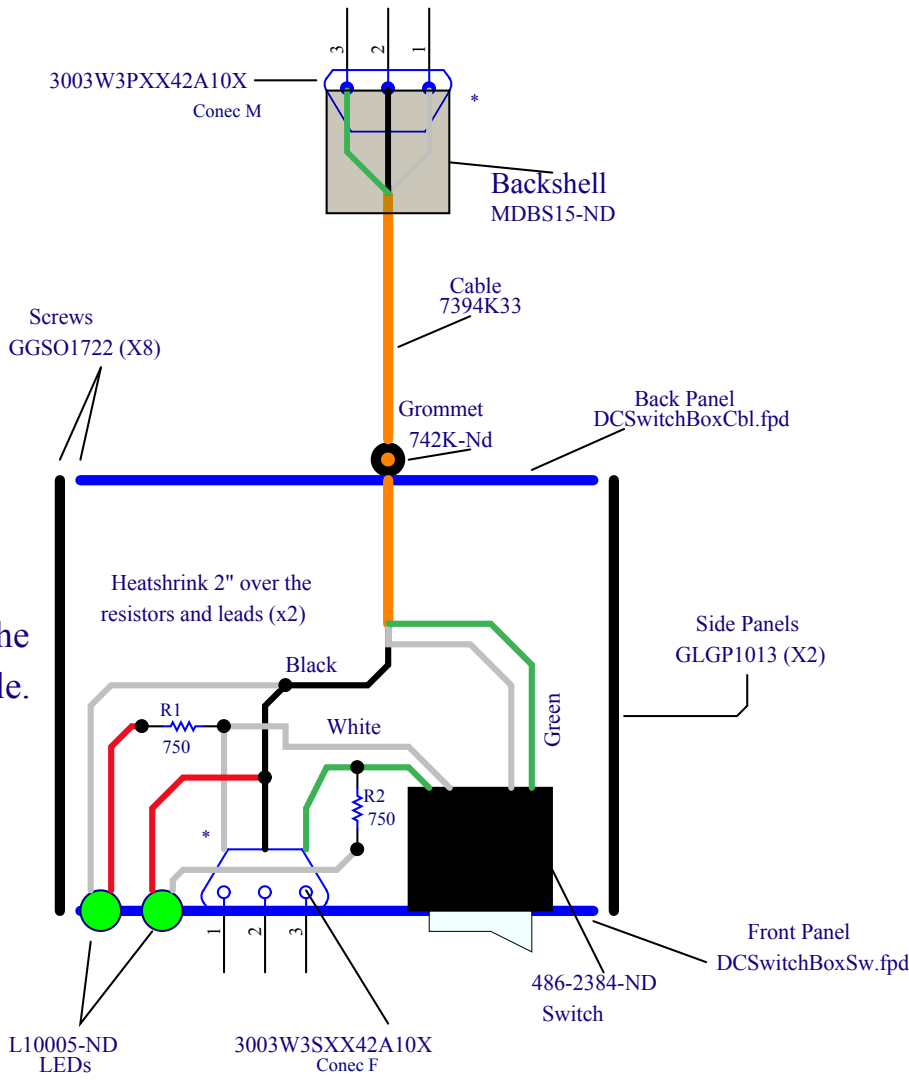 3
2
1
3003W3PXX42A10X
Conec M
*
Backshell
MDBS15-ND
Cable
7394K33
Screws
GGSO1722 (X8)
Grommet
742K-Nd
Back Panel
DCSwitchBoxCbl.fpd
Heatshrink 2" over the
resistors and leads (x2)
he
le.
Side Panels
GLGP1013 (X2)
Black
R1
750
White
Green
R2
750
*
1
2
3
Front Panel
DCSwitchBoxSw.fpd
486-2384-ND
Switch
L10005-ND
LEDs
3003W3SXX42A10X
Conec F